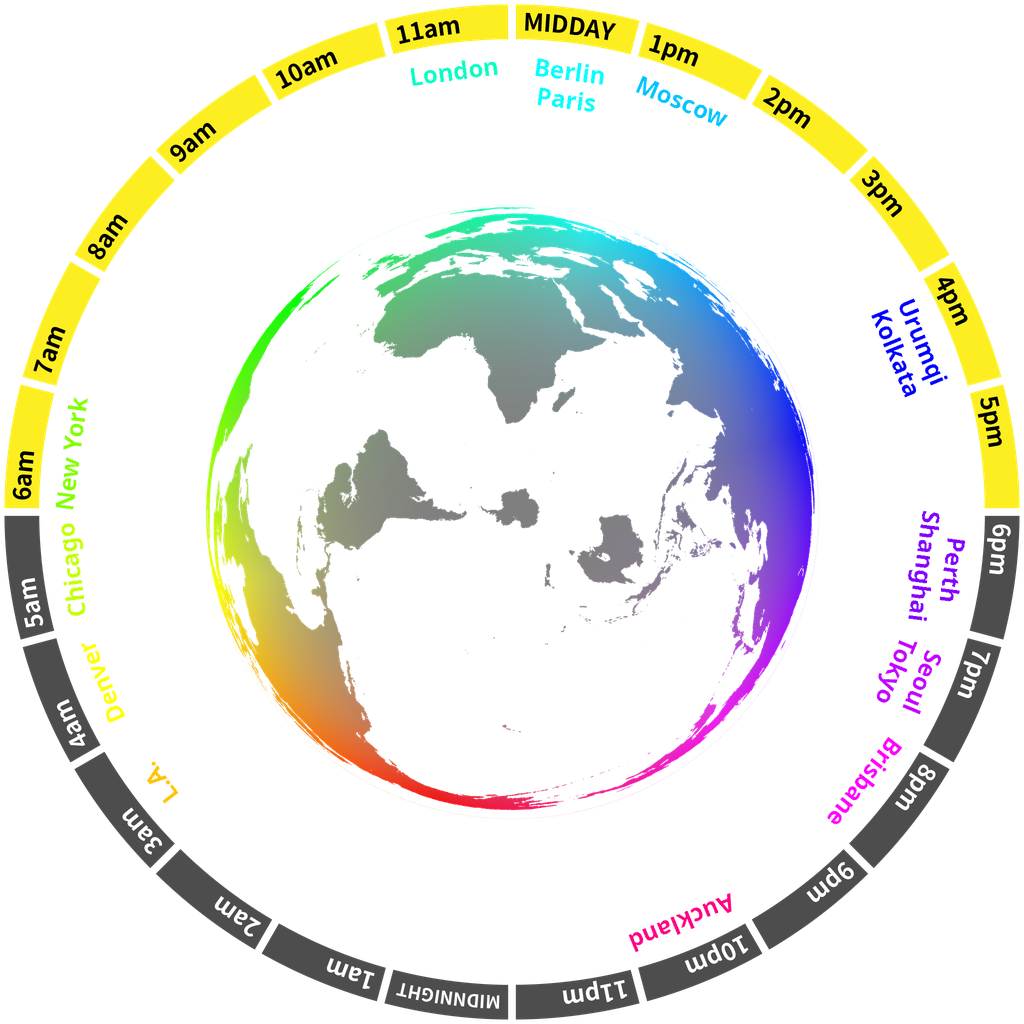 MIDDAY
1pm
2pm
3pm
4pm
5pm
6pm
7pm
8pm
9pm
10pm
11pm
MIDNNIGHT
1am
2am
3am
4am
5am
6am
7am
8am
9am
10am
11am
London
Berlin
Paris
Moscow
Urumqi
Kolkata
Perth
Shanghai
Seoul
Tokyo
Brisbane
Auckland
L.A.
Denver
Chicago
New York